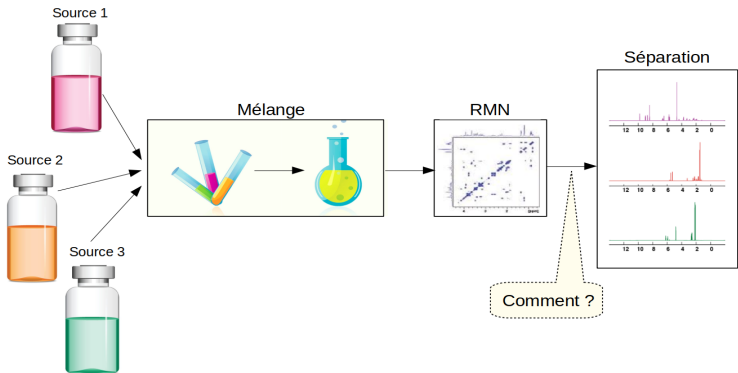 Source 1
Source 2
Source 3
Mélange
RMN
Séparation
12 10 8 6 4 2 0
12 10 8 6 4 2 0
12 10 8 6 4 2 0
Comment ?